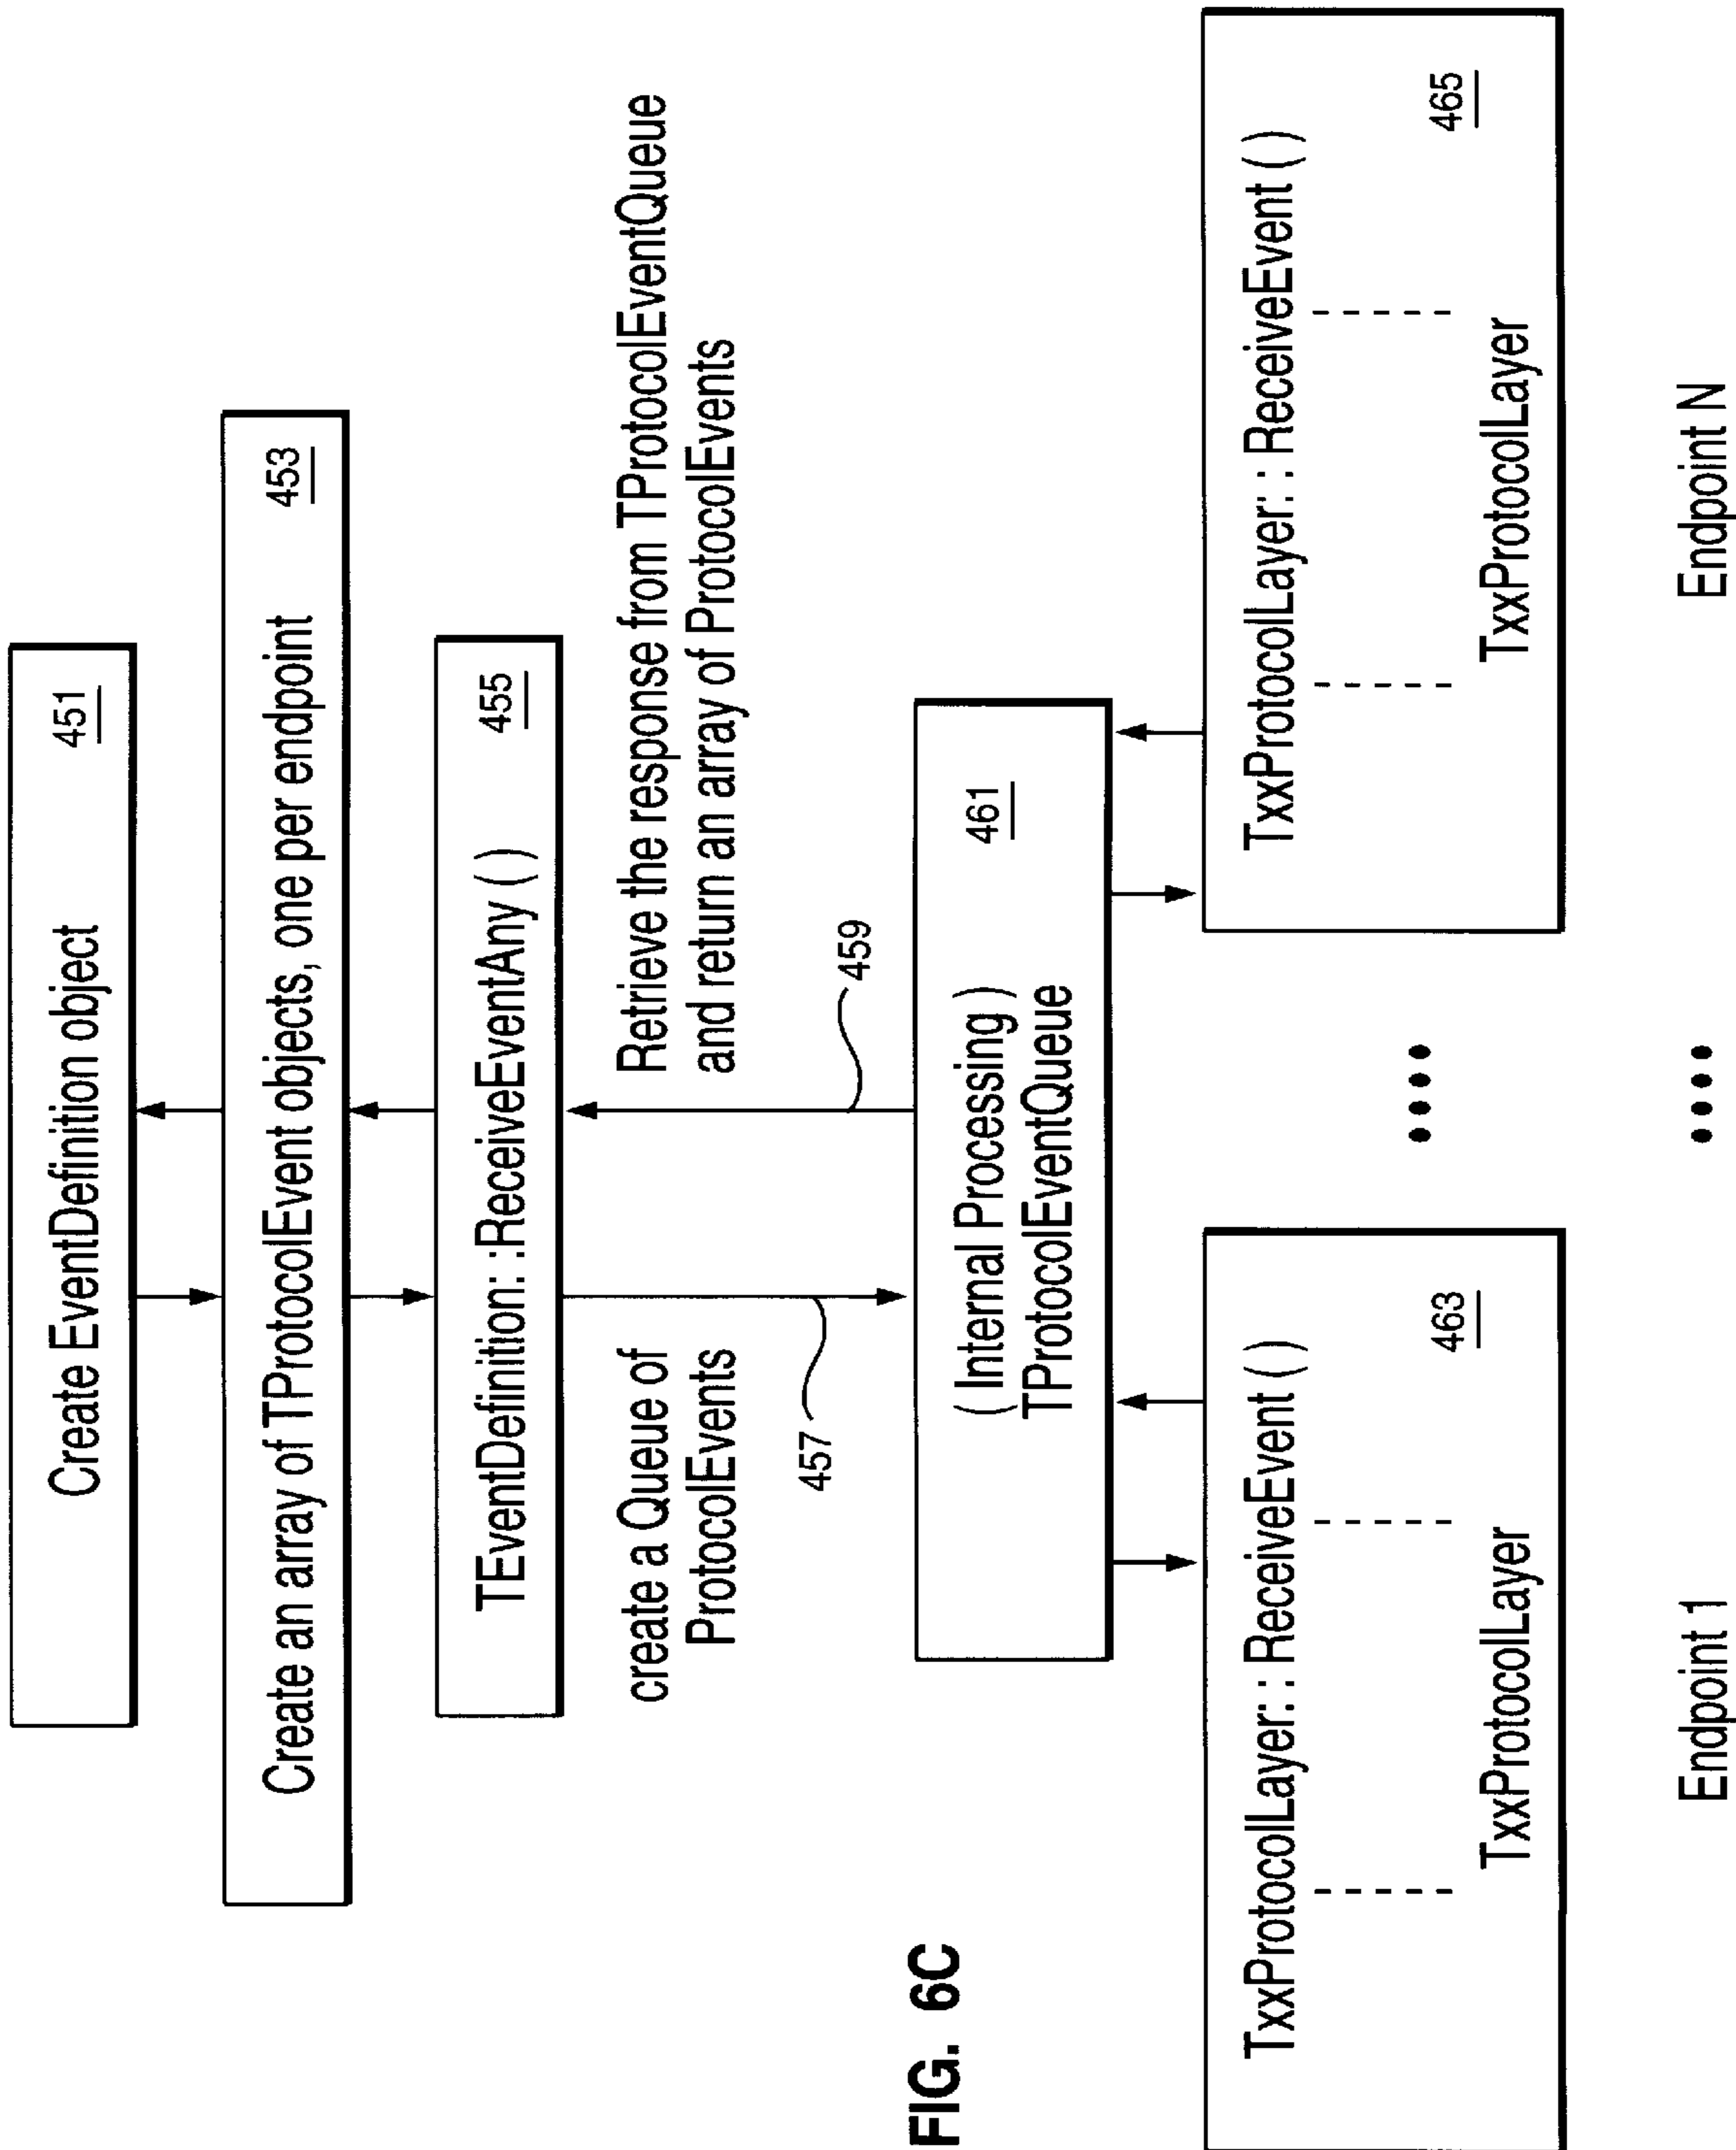 Create EventDefinition object
451
Create an array of TProtocolEvent objects, one per endpoint
453
TEventDefinition: :ReceiveEventAny ( )
455
create a Queue of
ProtocolEvents
457
Retrieve the response from TProtocolEventQueue
and return an array of ProtocolEvents
459
( Internal Processing )
TProtocolEventQueue
461
FIG. 6C
TxxProtocolLayer: : ReceiveEvent ( )
463
TxxProtocolLayer
TxxProtocolLayer: : ReceiveEvent ( )
465
TxxProtocolLayer
Endpoint 1
Endpoint N